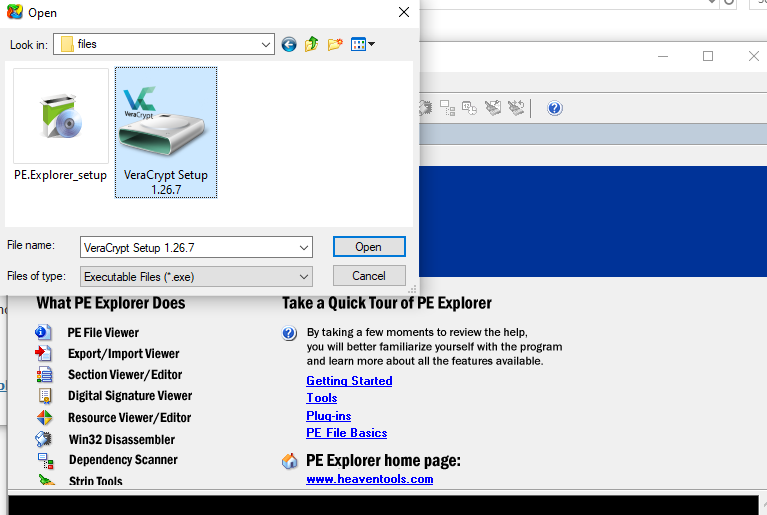 Open
Look in:
files
VeraCrypt
PE.Explorer_setup
VeraCrypt Setup
1.26.7
File name:
VeraCrypt Setup 1.26.7
Open
Files of type:
Executable Files (*.exe)
Cancel
What PE Explorer Does
PE File Viewer
Export/Import Viewer
Section Viewer/Editor
Digital Signature Viewer
Resource Viewer/Editor
Win32 Disassembler
Dependency Scanner
Strip Tools
Take a Quick Tour of PE Explorer
By taking a few moments to review the help,
you will better familiarize yourself with the program
and learn more about all the features available.
Getting Started
Tools
Plug-ins
PE File Basics
PE Explorer home page:
www.heaventools.com